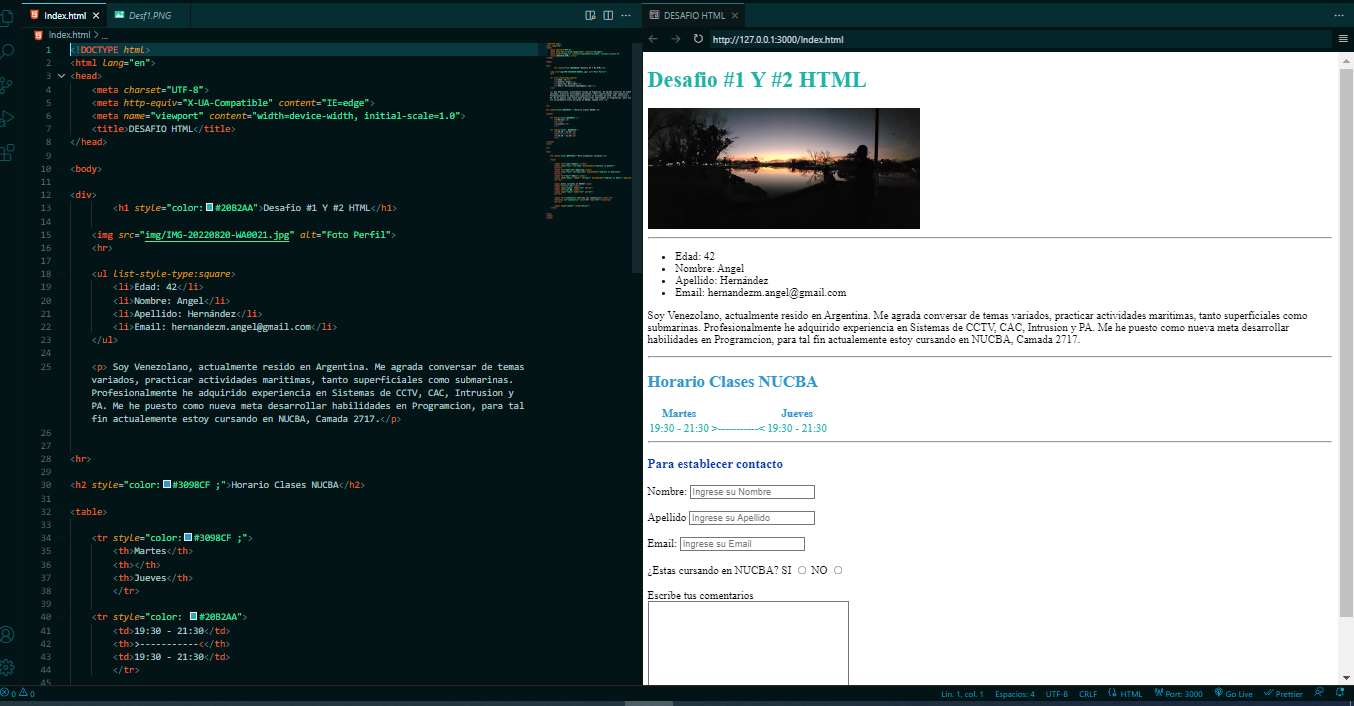 Index.html
Desf1.PNG
DESAFIO HTML
Index.html > ...
http://127.0.0.1:3000/Index.html
1 <!DOCTYPE html>
2 <html lang="en">
3 <head>
4 <meta charset="UTF-8">
5 <meta http-equiv="X-UA-Compatible" content="IE=edge">
6 <meta name="viewport" content="width=device-width, initial-scale=1.0">
7 <title>DESAFIO HTML</title>
8 </head>
9
10 <body>
11
12 <div>
13 <h1 style="color:#20B2AA">Desafio #1 Y #2 HTML</h1>
14
15 <img src="img/IMG-20220820-WA0021.jpg" alt="Foto Perfil">
16 <hr>
17
18 <ul list-style-type:square>
19 <li>Edad: 42</li>
20 <li>Nombre: Angel</li>
21 <li>Apellido: Hernández</li>
22 <li>Email: hernandezm.angel@gmail.com</li>
23 </ul>
24
25 <p> Soy Venezolano, actualmente resido en Argentina. Me agrada conversar de temas
variados, practicar actividades maritimas, tanto superficiales como submarinas.
Profesionalmente he adquirido experiencia en Sistemas de CCTV, CAC, Intrusion y
PA. Me he puesto como nueva meta desarrollar habilidades en Programcion, para tal
fin actualemente estoy cursando en NUCBA, Camada 2717.</p>
26
27
28 <hr>
29
30 <h2 style="color:#3098CF ;">Horario Clases NUCBA</h2>
31
32 <table>
33
34 <tr style="color:#3098CF ;">
35 <th>Martes</th>
36 <th></th>
37 <th>Jueves</th>
38 </tr>
39
40 <tr style="color: #20B2AA">
41 <td>19:30 - 21:30</td>
42 <th>>-----------<</th>
43 <td>19:30 - 21:30</td>
44 </tr>
45
Desafio #1 Y #2 HTML
Edad: 42
Nombre: Angel
Apellido: Hernández
Email: hernandezm.angel@gmail.com
Soy Venezolano, actualmente resido en Argentina. Me agrada conversar de temas variados, practicar actividades maritimas, tanto superficiales como
submarinas. Profesionalmente he adquirido experiencia en Sistemas de CCTV, CAC, Intrusion y PA. Me he puesto como nueva meta desarrollar
habilidades en Programcion, para tal fin actualemente estoy cursando en NUCBA, Camada 2717.
Horario Clases NUCBA
Martes Jueves
19:30 - 21:30 >-----------< 19:30 - 21:30
Para establecer contacto
Nombre: Ingrese su Nombre
Apellido Ingrese su Apellido
Email: Ingrese su Email
¿Estas cursando en NUCBA? SI NO
Escribe tus comentarios
0 0 Lín. 1, col. 1 Espacios: 4 UTF-8 CRLF HTML Port: 3000 Go Live Prettier